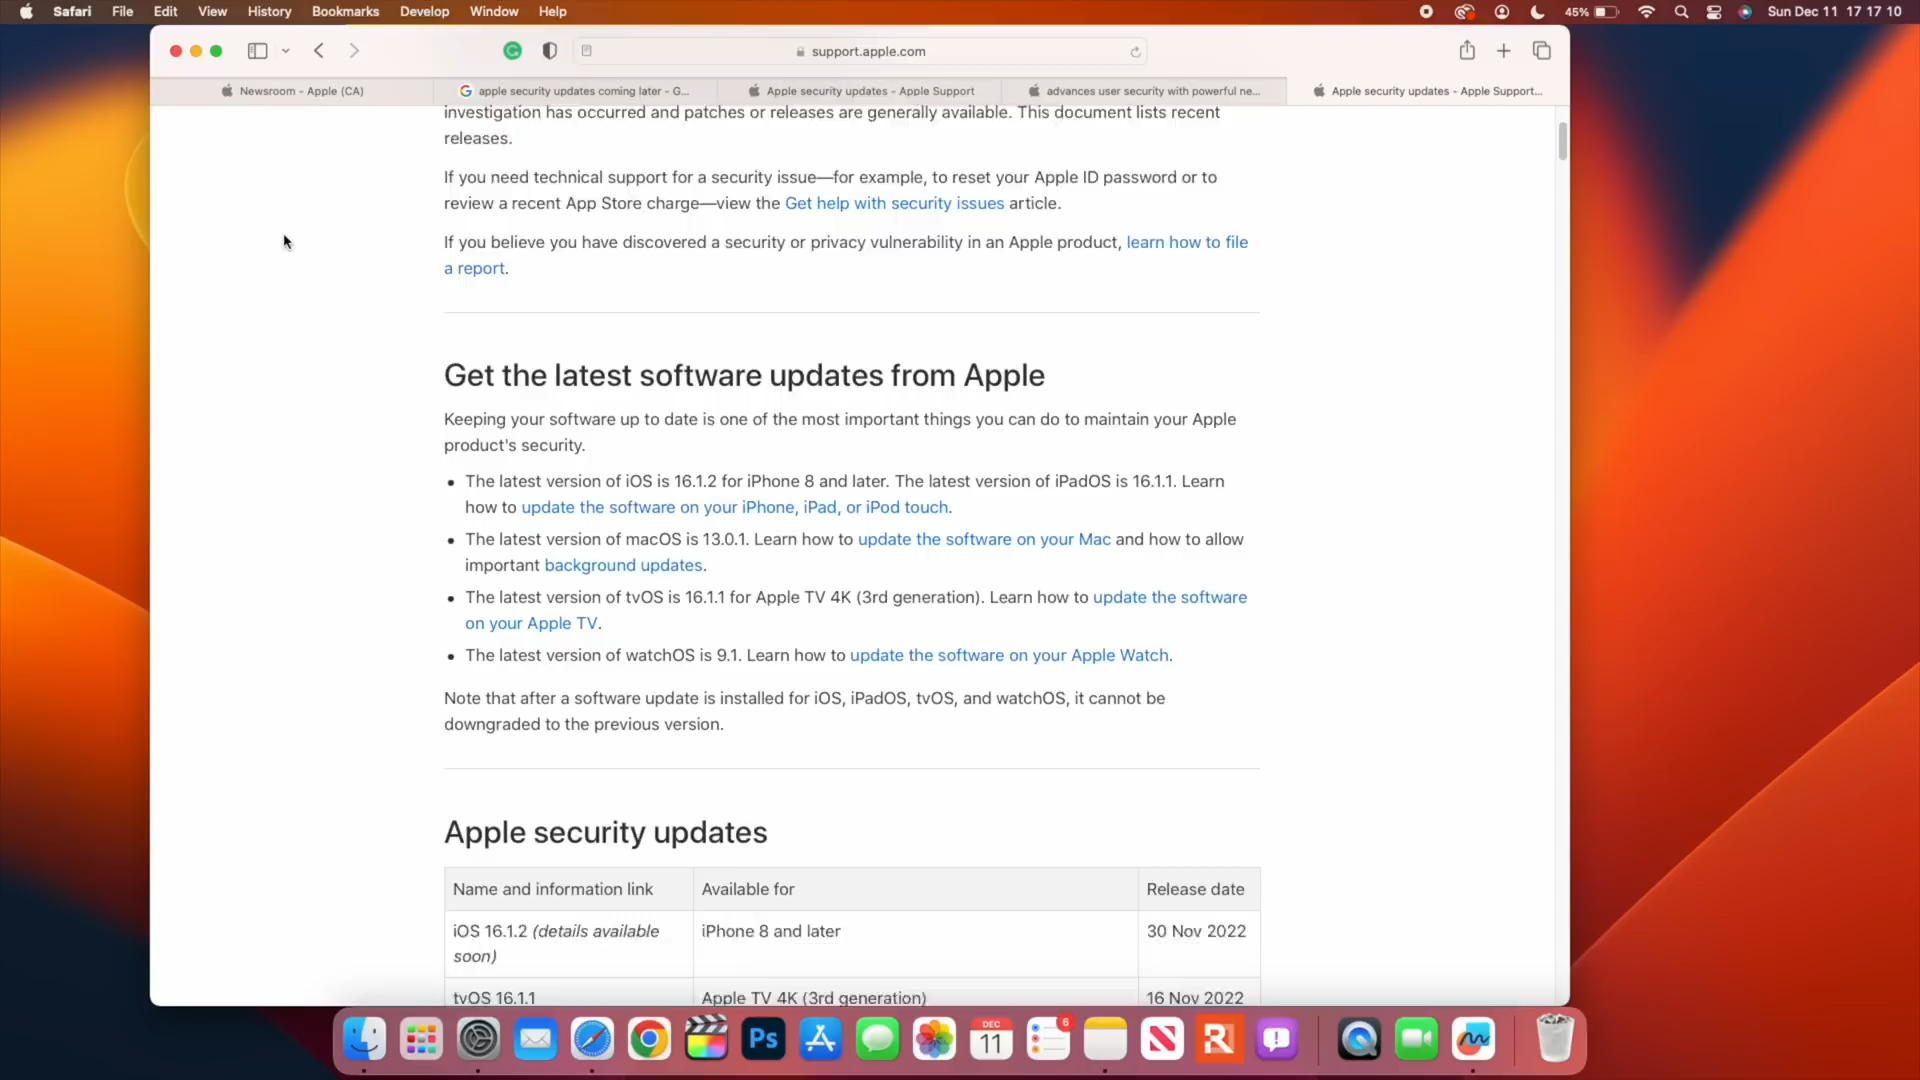 Safari File Edit View History Bookmarks Develop Window Help 45% Sun Dec 11 17 17 10
support.apple.com
Newsroom - Apple (CA) apple security updates coming later - G... Apple security updates - Apple Support advances user security with powerful ne... Apple security updates - Apple Support...
investigation has occurred and patches or releases are generally available. This document lists recent
releases.
If you need technical support for a security issue—for example, to reset your Apple ID password or to
review a recent App Store charge—view the Get help with security issues article.
If you believe you have discovered a security or privacy vulnerability in an Apple product, learn how to file
a report.
Get the latest software updates from Apple
Keeping your software up to date is one of the most important things you can do to maintain your Apple
product's security.
• The latest version of iOS is 16.1.2 for iPhone 8 and later. The latest version of iPadOS is 16.1.1. Learn
how to update the software on your iPhone, iPad, or iPod touch.
• The latest version of macOS is 13.0.1. Learn how to update the software on your Mac and how to allow
important background updates.
• The latest version of tvOS is 16.1.1 for Apple TV 4K (3rd generation). Learn how to update the software
on your Apple TV.
• The latest version of watchOS is 9.1. Learn how to update the software on your Apple Watch.
Note that after a software update is installed for iOS, iPadOS, tvOS, and watchOS, it cannot be
downgraded to the previous version.
Apple security updates
Name and information link Available for Release date
iOS 16.1.2 (details available iPhone 8 and later 30 Nov 2022
soon)
tvOS 16.1.1 Apple TV 4K (3rd generation) 16 Nov 2022
Ps DEC 11 6 R